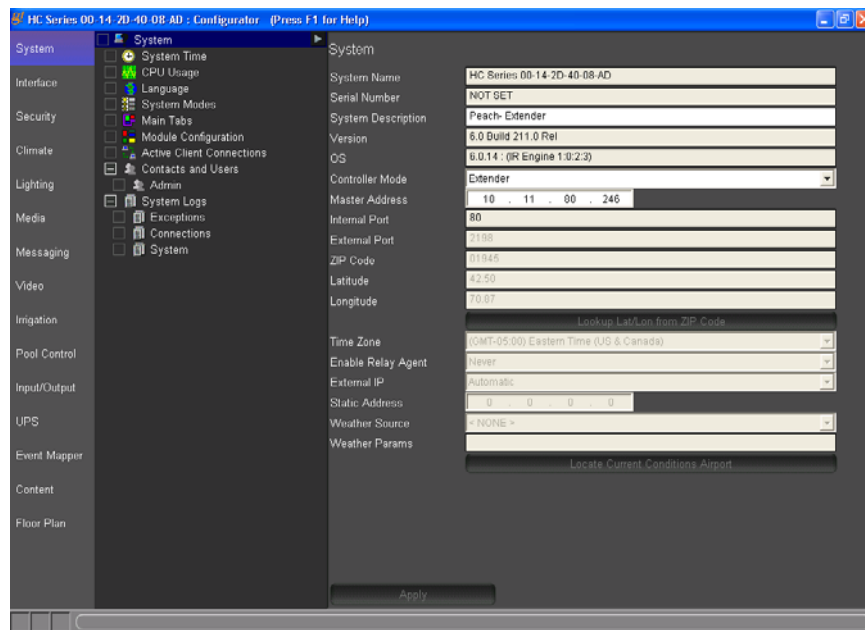 HC Series 00-14-2D-40-08-AD : Configurator (Press F1 for Help)
System
Interface
Security
Climate
Lighting
Media
Messaging
Video
Irrigation
Pool Control
Input/Output
UPS
Event Mapper
Content
Floor Plan
System
System Time
CPU Usage
Language
System Modes
Main Tabs
Module Configuration
Active Client Connections
Contacts and Users
Admin
System Logs
Exceptions
Connections
System
System
System Name HC Series 00-14-2D-40-08-AD
Serial Number NOT SET
System Description Peach- Extender
Version 6.0 Build 211.0 Rel
OS 6.0.14 : (IR Engine 1:0:2:3)
Controller Mode Extender
Master Address 10 . 11 . 80 . 246
Internal Port 80
External Port 2198
ZIP Code 01945
Latitude 42.50
Longitude 70.87
Lookup Lat/Lon from ZIP Code
Time Zone (GMT-05:00) Eastern Time (US & Canada)
Enable Relay Agent Never
External IP Automatic
Static Address 0 . 0 . 0 . 0
Weather Source < NONE >
Weather Params
Locate Current Conditions Airport
Apply